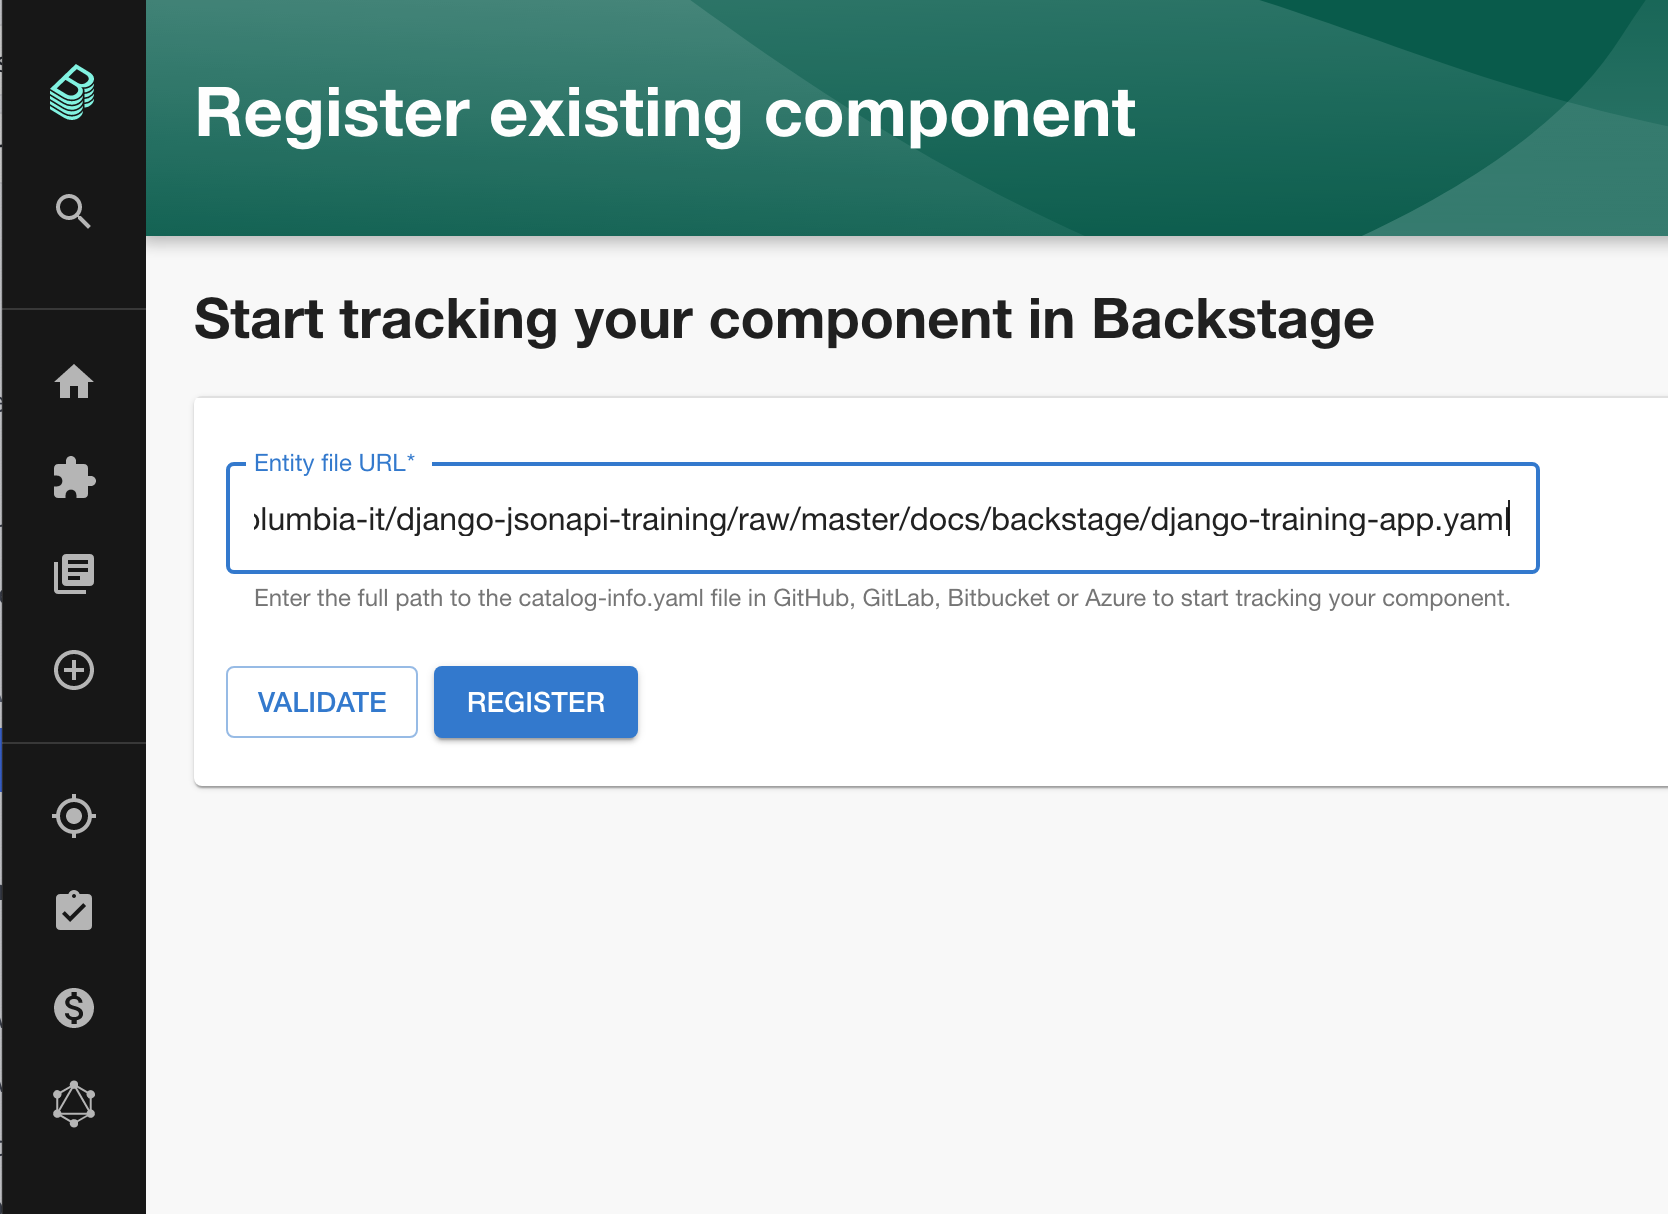 Register existing component
Start tracking your component in Backstage
Entity file URL*
olumbia-it/django-jsonapi-training/raw/master/docs/backstage/django-training-app.yaml
Enter the full path to the catalog-info.yaml file in GitHub, GitLab, Bitbucket or Azure to start tracking your component.
VALIDATE
REGISTER